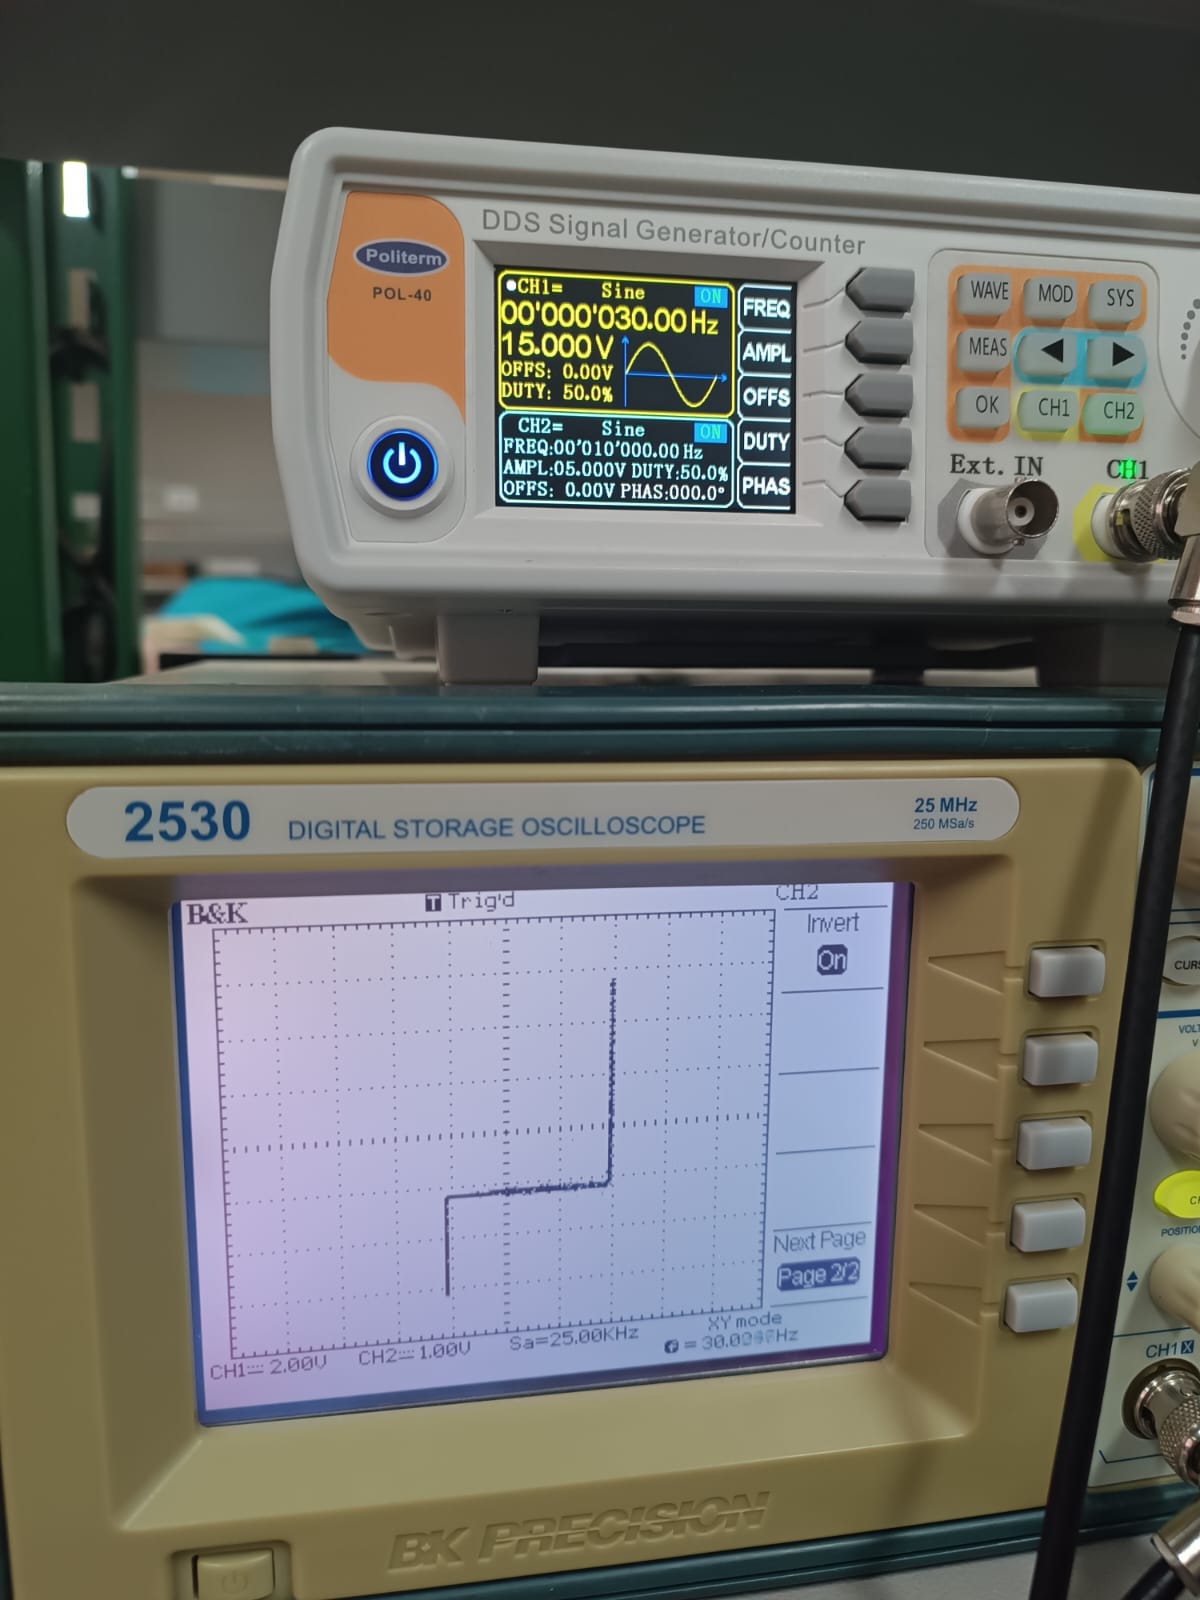 DDS Signal Generator/Counter
Politerm
POL-40
CH1= Sine ON
00'000'030.00 Hz
15.000 V
OFFS: 0.00V
DUTY: 50.0%
CH2= Sine ON
FREQ:00'010'000.00 Hz
AMPL:05.000V DUTY:50.0%
OFFS: 0.00V PHAS:000.0°
FREQ
AMPL
OFFS
DUTY
PHAS
WAVE MOD SYS
MEAS
OK CH1 CH2
Ext. IN CH1
2530 DIGITAL STORAGE OSCILLOSCOPE
25 MHz
250 MSa/s
B&K
T Trig'd
CH2
Invert
On
Next Page
Page 2/2
XY mode
CH1 2.00V CH2 1.00V Sa=25.00KHz
BK PRECISION
POSITIO
CH1 X